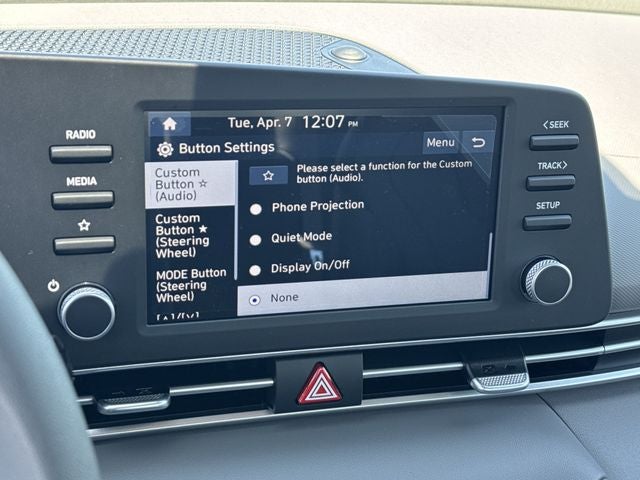 Tue, Apr. 7 12:07 PM
RADIO
MEDIA
☆
<SEEK
TRACK>
SETUP
Button Settings
Menu
Custom
Button ☆
(Audio)
Custom
Button ★
(Steering
Wheel)
MODE Button
(Steering
Wheel)
[∧]/[∨]
☆ Please select a function for the Custom
button (Audio).
Phone Projection
Quiet Mode
Display On/Off
None